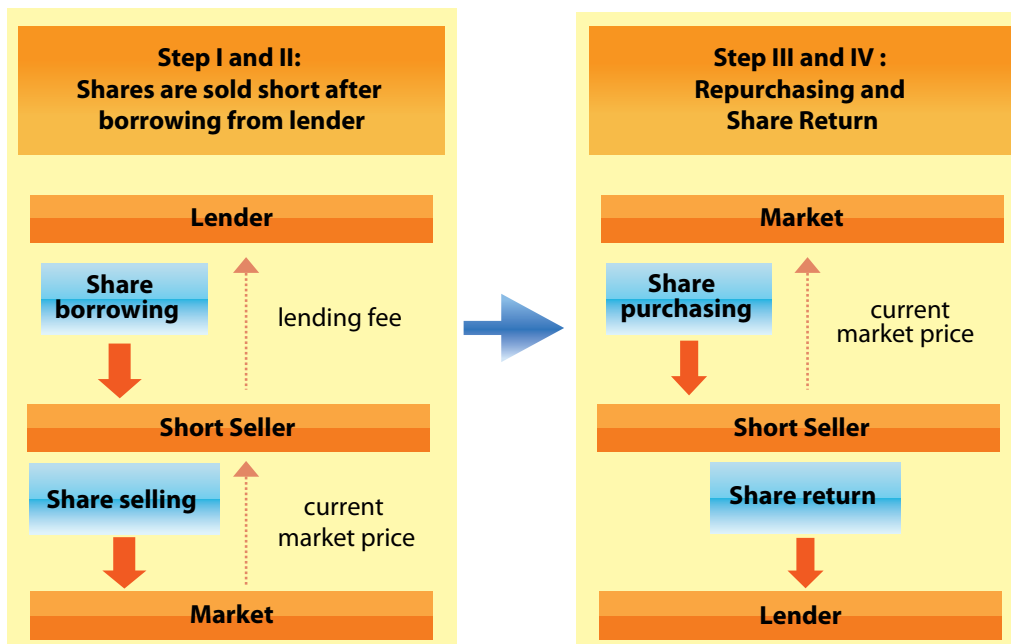 Step I and II:
Shares are sold short after
borrowing from lender
Lender
Share
borrowing
lending fee
Short Seller
Share selling
current
market price
Market
Step III and IV :
Repurchasing and
Share Return
Market
Share
purchasing
current
market price
Short Seller
Share return
Lender